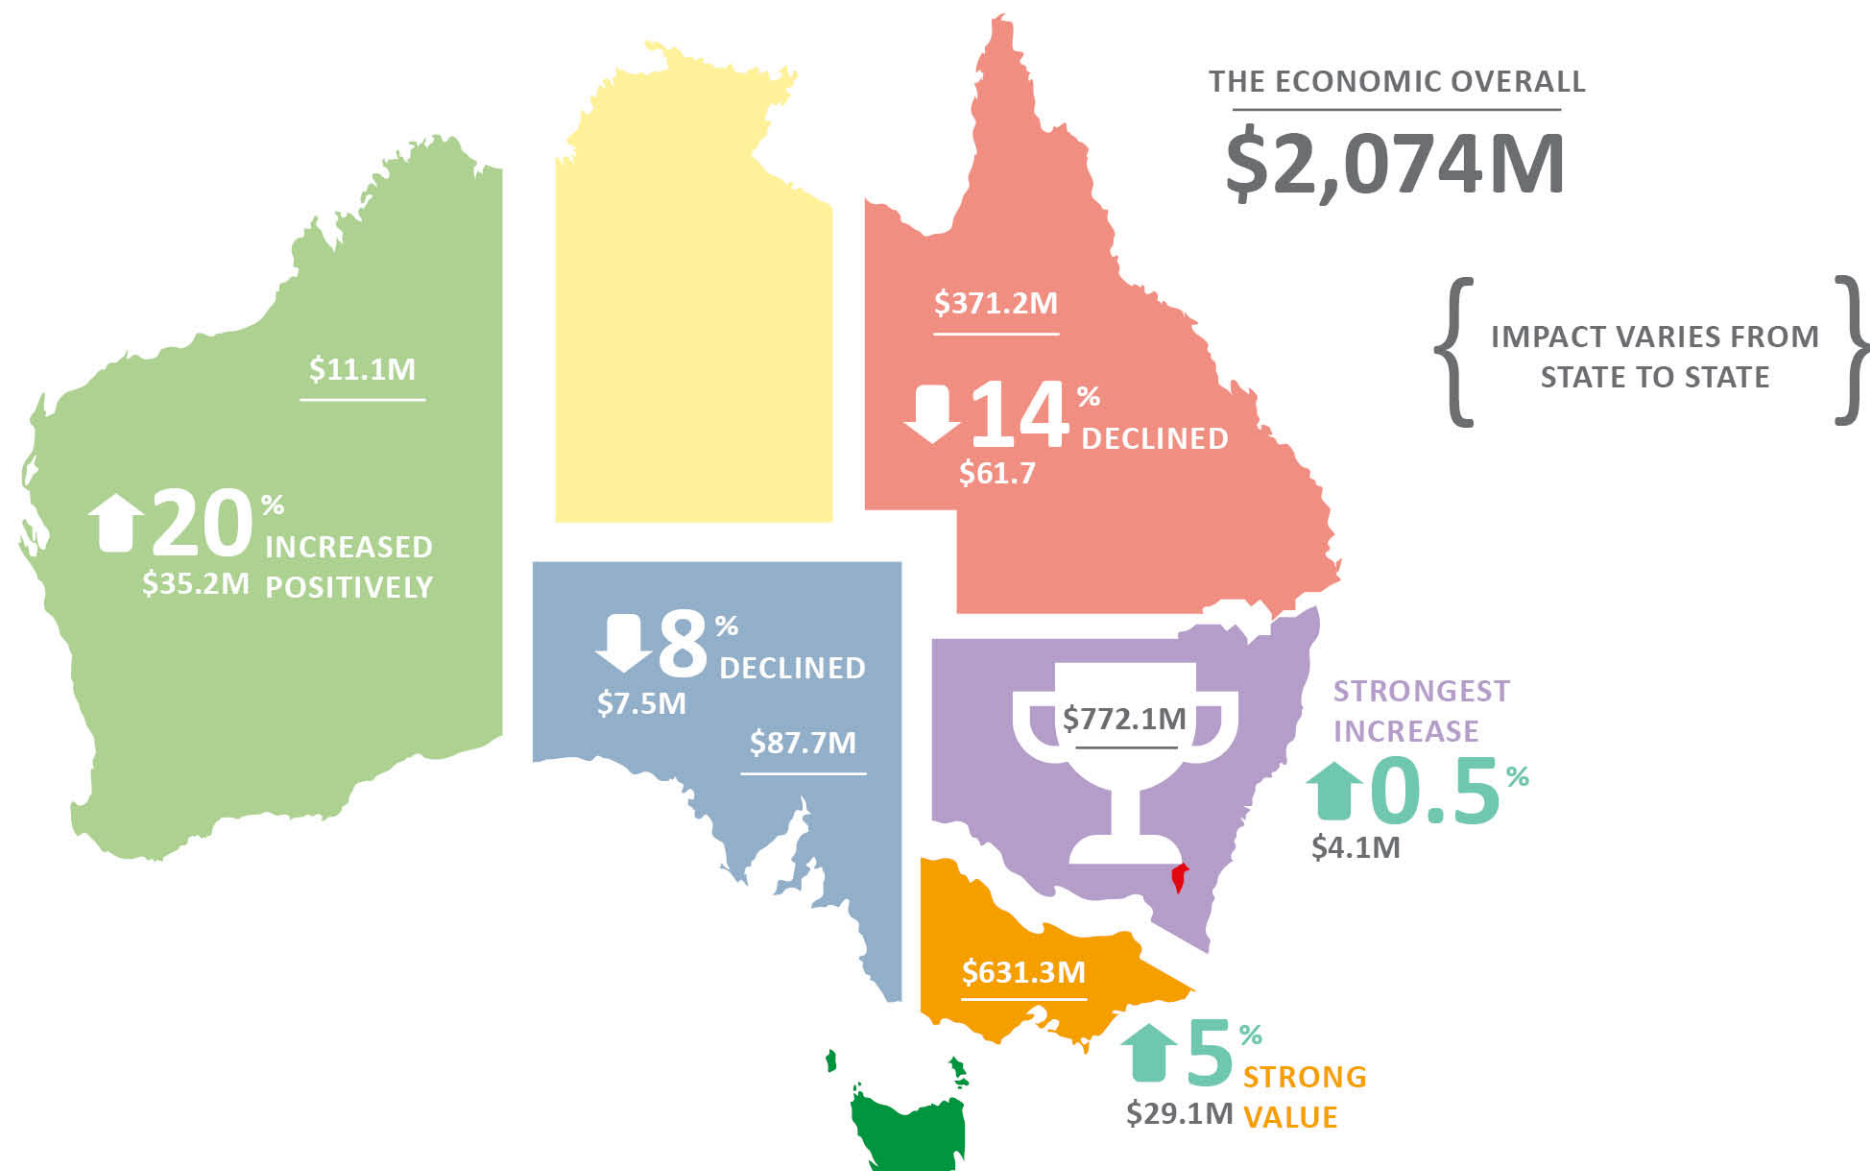 THE ECONOMIC OVERALL
$2,074M
IMPACT VARIES FROM
STATE TO STATE
$11.1M
20%
INCREASED
$35.2M POSITIVELY
$371.2M
14%
DECLINED
$61.7
8%
DECLINED
$7.5M
$87.7M
$772.1M
STRONGEST
INCREASE
0.5%
$4.1M
$631.3M
5%
STRONG
$29.1M VALUE